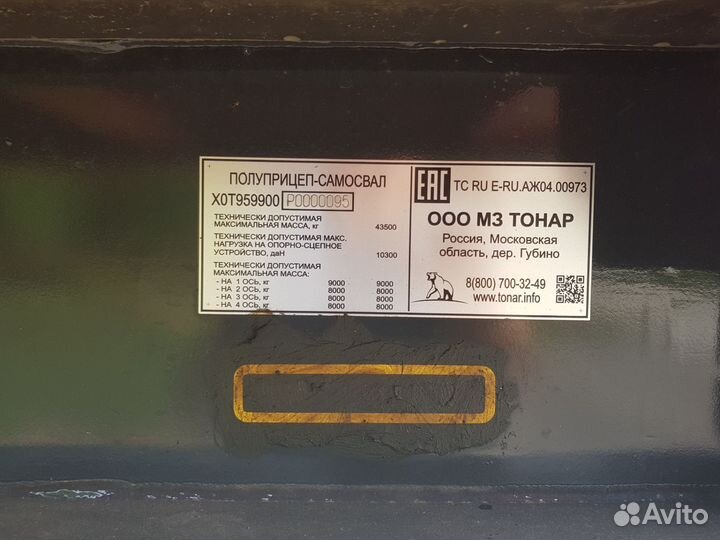 ПОЛУПРИЦЕП-САМОСВАЛ
X0T959900 P0000095
ТЕХНИЧЕСКИ ДОПУСТИМАЯ
МАКСИМАЛЬНАЯ МАССА, кг 43500
ТЕХНИЧЕСКИ ДОПУСТИМАЯ МАКС.
НАГРУЗКА НА ОПОРНО-СЦЕПНОЕ
УСТРОЙСТВО, даН 10300
ТЕХНИЧЕСКИ ДОПУСТИМАЯ
МАКСИМАЛЬНАЯ МАССА:
- НА 1 ОСЬ, кг 9000 9000
- НА 2 ОСЬ, кг 8000 8000
- НА 3 ОСЬ, кг 8000 8000
- НА 4 ОСЬ, кг 8000 8000
EAC TC RU E-RU.АЖ04.00973
ООО МЗ ТОНАР
Россия, Московская
область, дер. Губино
8(800) 700-32-49
www.tonar.info
Avito